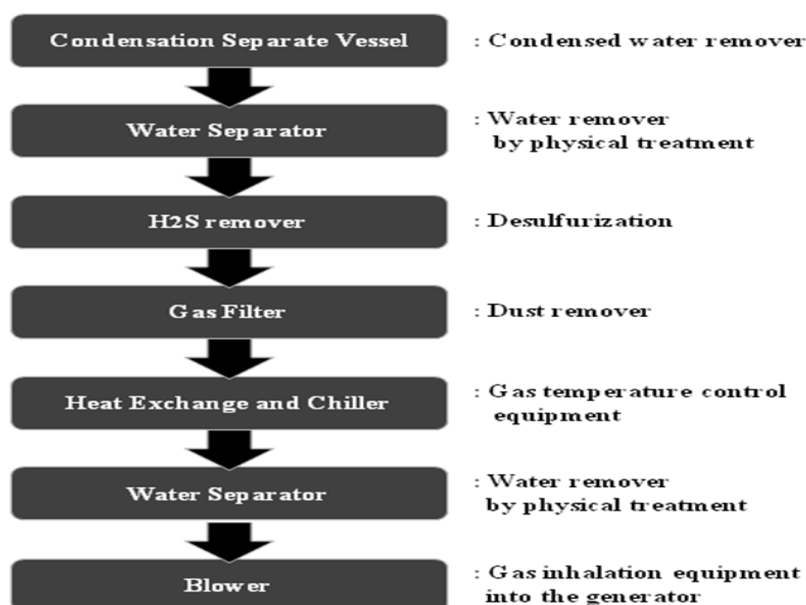 Condensation Separate Vessel : Condensed water remover
Water Separator : Water remover
by physical treatment
H2S remover : Desulfurization
Gas Filter : Dust remover
Heat Exchange and Chiller : Gas temperature control
equipment
Water Separator : Water remover
by physical treatment
Blower : Gas inhalation equipment
into the generator